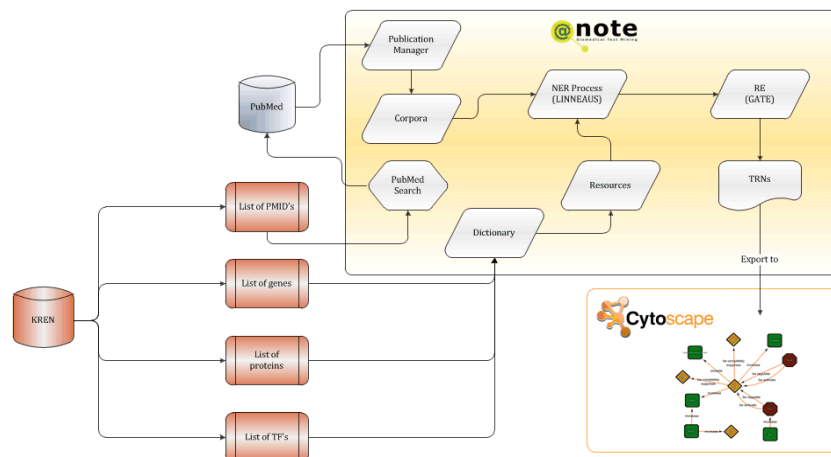 @note
Biomedical Text Mining
Publication
Manager
PubMed
Corpora
NER Process
(LINNEAUS)
RE
(GATE)
PubMed
Search
Resources
TRNs
List of PMID's
Dictionary
Export to
List of genes
KREN
List of
proteins
List of TF's
Cytoscape